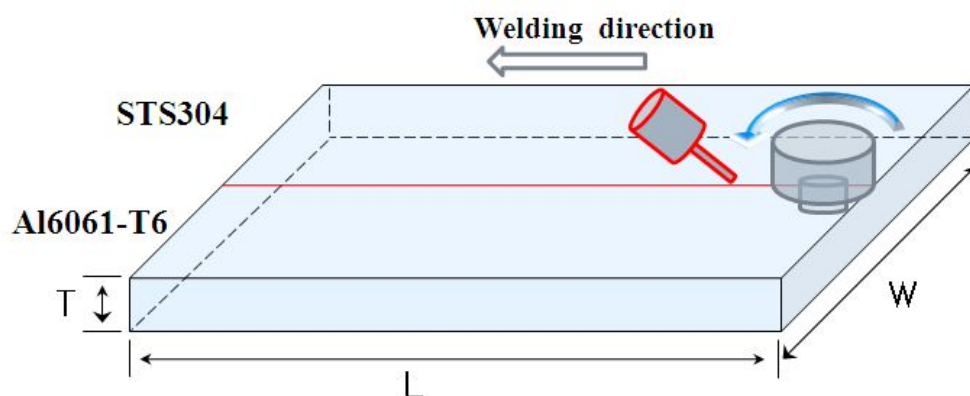 Welding direction
STS304
Al6061-T6
T
W
L